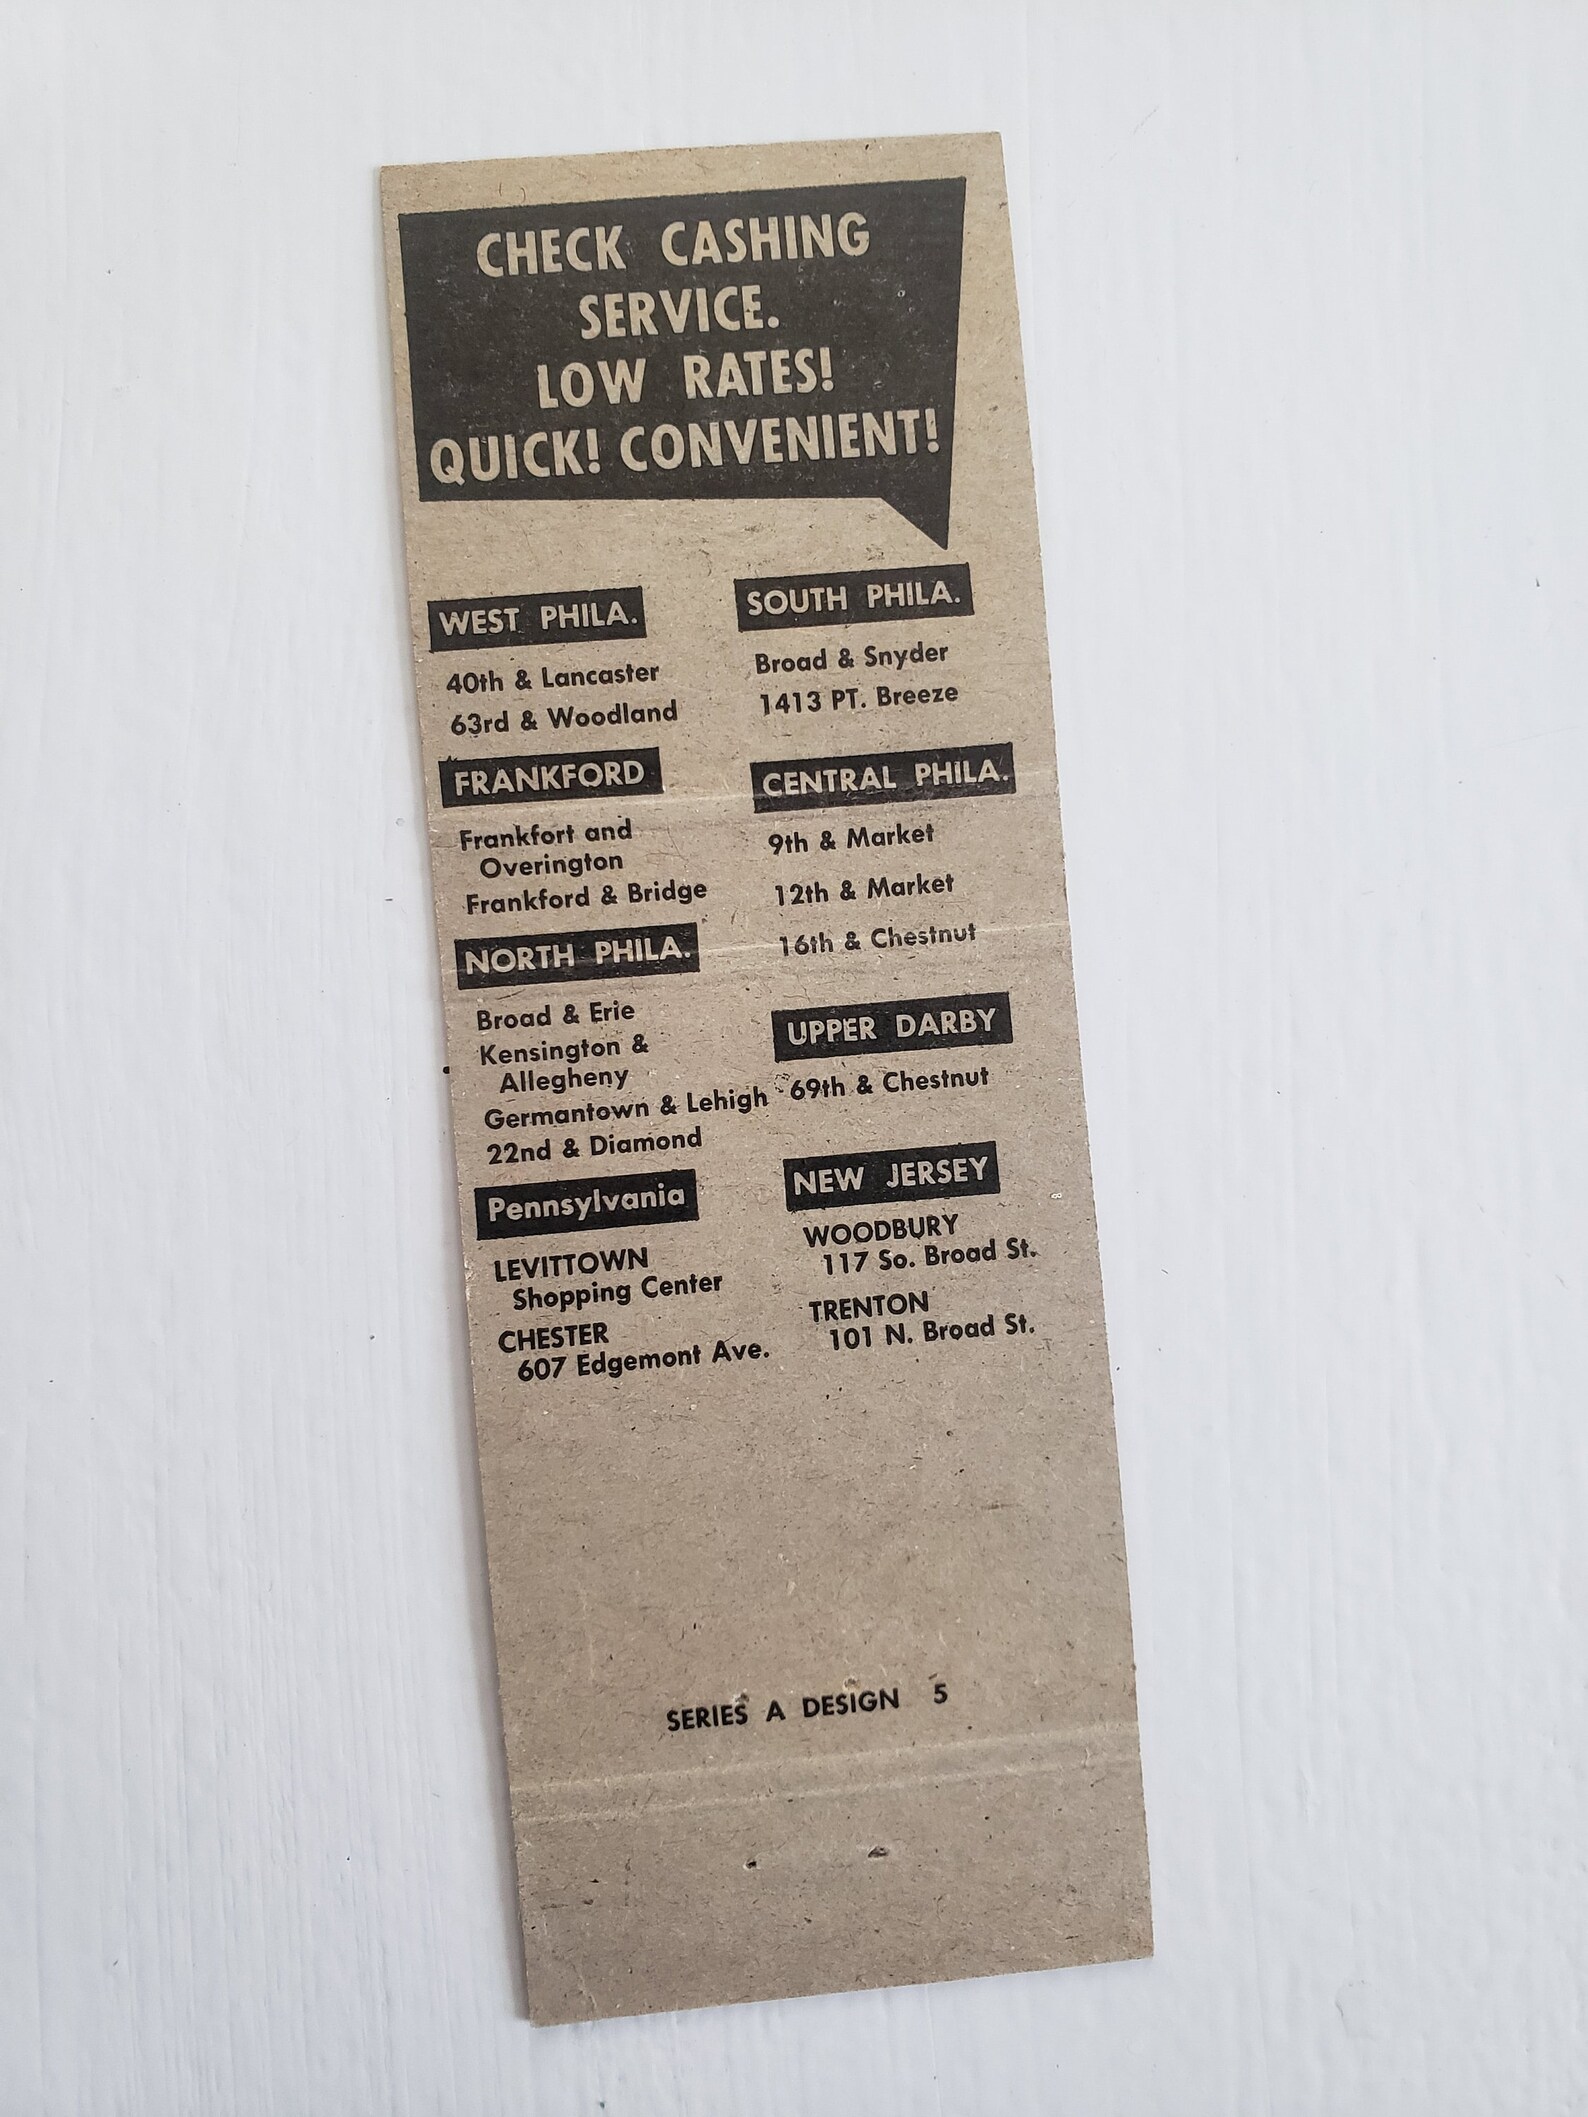 CHECK CASHING
SERVICE.
LOW RATES!
QUICK! CONVENIENT!
WEST PHILA.
40th & Lancaster
63rd & Woodland
FRANKFORD
Frankfort and
Overington
Frankford & Bridge
NORTH PHILA.
Broad & Erie
Kensington &
Allegheny
Germantown & Lehigh
22nd & Diamond
Pennsylvania
LEVITTOWN
Shopping Center
CHESTER
607 Edgemont Ave.
SOUTH PHILA.
Broad & Snyder
1413 PT. Breeze
CENTRAL PHILA.
9th & Market
12th & Market
16th & Chestnut
UPPER DARBY
69th & Chestnut
NEW JERSEY
WOODBURY
117 So. Broad St.
TRENTON
101 N. Broad St.
SERIES A DESIGN 5